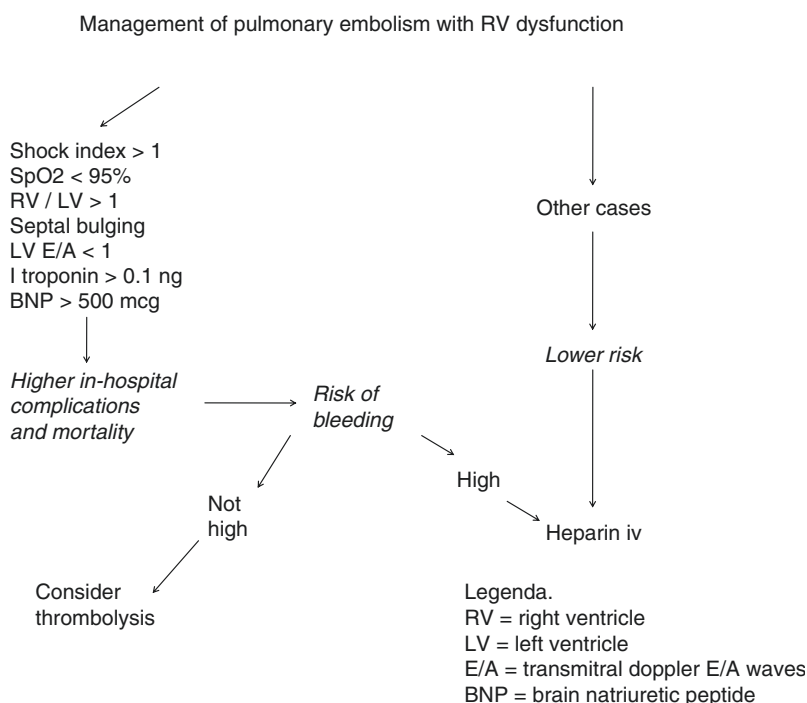 Management of pulmonary embolism with RV dysfunction
Shock index > 1
SpO2 < 95%
RV / LV > 1
Septal bulging
LV E/A < 1
I troponin > 0.1 ng
BNP > 500 mcg
Higher in-hospital
complications
and mortality
Risk of
bleeding
Not
high
Consider
thrombolysis
High
Other cases
Lower risk
Heparin iv
Legenda.
RV = right ventricle
LV = left ventricle
E/A = transmitral doppler E/A waves
BNP = brain natriuretic peptide